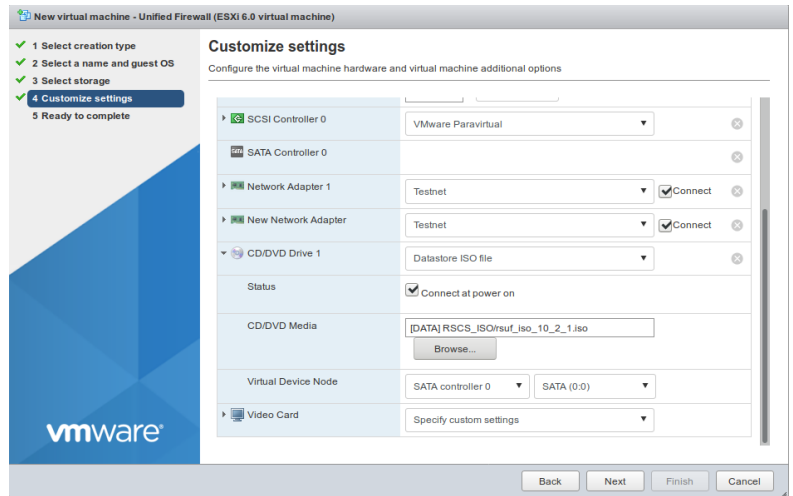 New virtual machine - Unified Firewall (ESXi 6.0 virtual machine)
1 Select creation type
2 Select a name and guest OS
3 Select storage
4 Customize settings
5 Ready to complete
vmware®
Customize settings
Configure the virtual machine hardware and virtual machine additional options
SCSI Controller 0 VMware Paravirtual
SATA Controller 0
Network Adapter 1 Testnet Connect
New Network Adapter Testnet Connect
CD/DVD Drive 1 Datastore ISO file
Status Connect at power on
CD/DVD Media [DATA] RSCS_ISO/rsuf_iso_10_2_1.iso
Browse...
Virtual Device Node SATA controller 0 SATA (0:0)
Video Card Specify custom settings
Back Next Finish Cancel